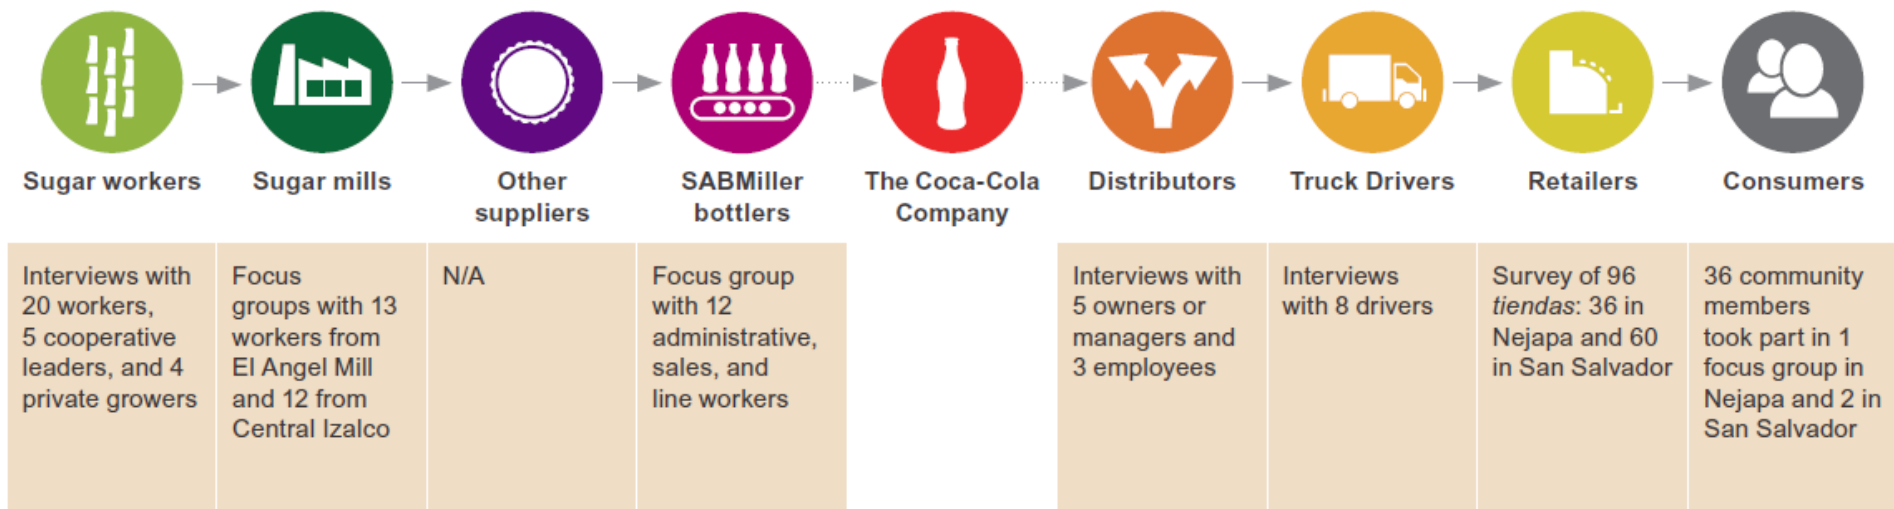 Sugar workers
Sugar mills
Other
suppliers
SABMiller
bottlers
The Coca-Cola
Company
Distributors
Truck Drivers
Retailers
Consumers
Interviews with
20 workers,
5 cooperative
leaders, and 4
private growers
Focus
groups with 13
workers from
El Angel Mill
and 12 from
Central Izalco
N/A
Focus group
with 12
administrative,
sales, and
line workers
Interviews with
5 owners or
managers and
3 employees
Interviews
with 8 drivers
Survey of 96
tiendas: 36 in
Nejapa and 60
in San Salvador
36 community
members
took part in 1
focus group in
Nejapa and 2 in
San Salvador